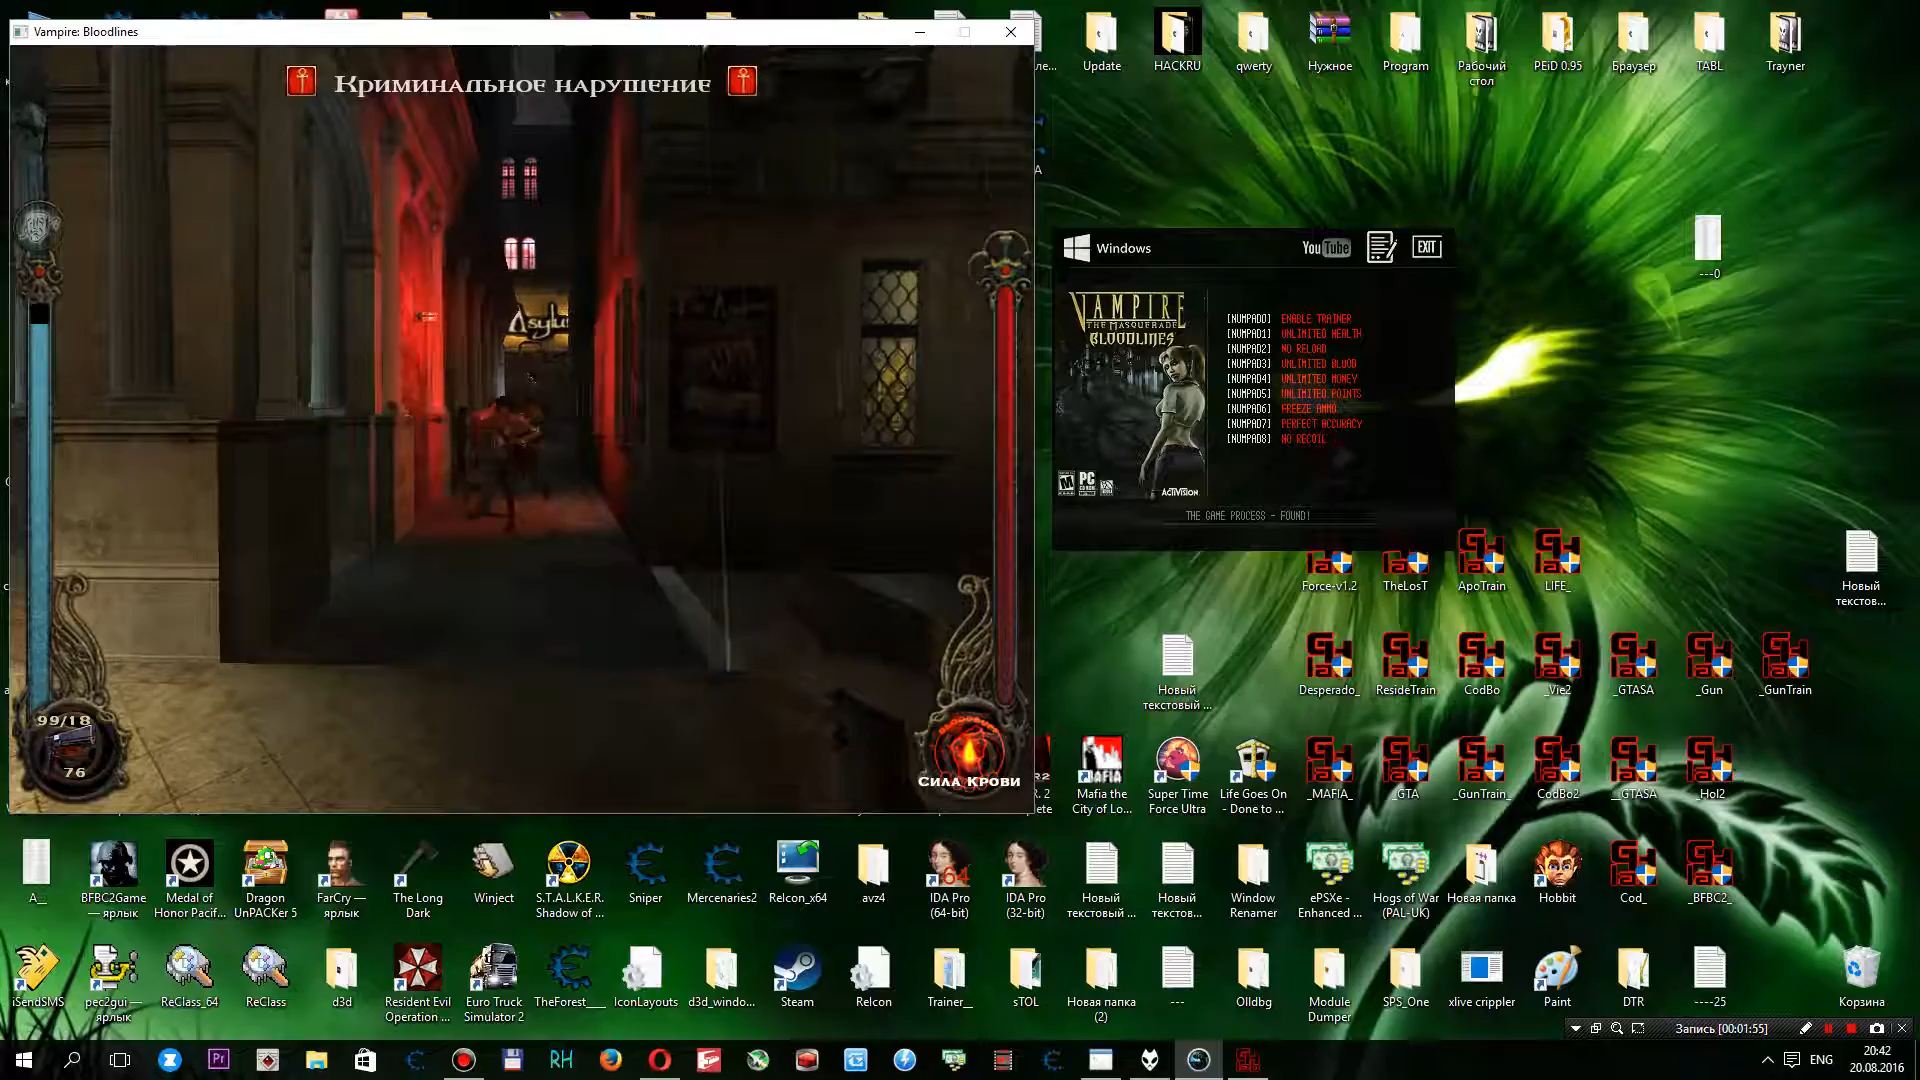 Vampire: Bloodlines
Криминальное нарушение
Asylu
99/18
76
Сила Крови
Update
HACKRU
qwerty
Нужное
Program
Рабочий
стол
PEiD 0.95
Браузер
TABL
Trayner
---0
Windows
YouTube
EXIT
VAMPIRE
THE MASQUERADE
BLOODLINES
PC
ACTIVISION
[NUMPAD0] ENABLE TRAINER
[NUMPAD1] UNLIMITED HEALTH
[NUMPAD2] NO RELOAD
[NUMPAD3] UNLIMITED BLOOD
[NUMPAD4] UNLIMITED MONEY
[NUMPAD5] UNLIMITED POINTS
[NUMPAD6] FREEZE AMMO
[NUMPAD7] PERFECT ACCURACY
[NUMPAD8] NO RECOIL
THE GAME PROCESS - FOUND!
Force-v1.2
TheLosT
ApoTrain
LIFE_
Новый
текстов...
Новый
текстовый ...
Desperado_
ResideTrain
CodBo
_Vie2
_GTASA
_Gun
_GunTrain
Mafia the
City of Lo...
Super Time
Force Ultra
Life Goes On
- Done to ...
_MAFIA_
_GTA
_GunTrain_
CodBo2
__GTASA
_Hol2
A__
BFBC2Game
— ярлык
Medal of
Honor Pacif...
Dragon
UnPACKer 5
FarCry —
ярлык
The Long
Dark
Winject
S.T.A.L.K.E.R.
Shadow of ...
Sniper
Mercenaries2
Relcon_x64
avz4
IDA Pro
(64-bit)
IDA Pro
(32-bit)
Новый
текстовый ...
Новый
текстов...
Window
Renamer
ePSXe -
Enhanced ...
Hogs of War
(PAL-UK)
Новая папка
Hobbit
Cod_
_BFBC2_
iSendSMS
pec2gui —
ярлык
ReClass_64
ReClass
d3d
Resident Evil
Operation ...
Euro Truck
Simulator 2
TheForest___
IconLayouts
d3d_windo...
Steam
Relcon
Trainer__
sTOL
Новая папка
(2)
---
Olldbg
Module
Dumper
SPS_One
xlive crippler
Paint
DTR
----25
Корзина
Запись [00:01:55]
ENG
20:42
20.08.2016